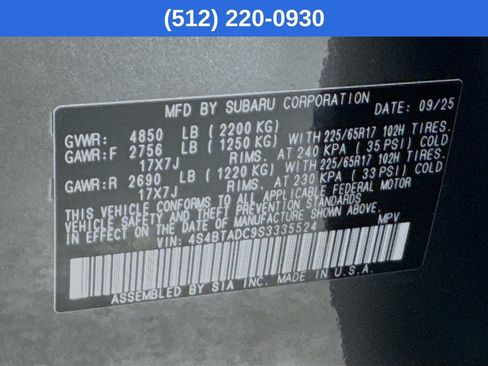 (512) 220-0930
MFD BY SUBARU CORPORATION DATE: 09/25
GVWR: 4850 LB (2200 KG)
GAWR:F 2756 LB (1250 KG) WITH 225/65R17 102H TIRES.
17X7J RIMS. AT 240 KPA (35 PSI) COLD
GAWR:R 2690 LB (1220 KG) WITH 225/65R17 102H TIRES.
17X7J RIMS. AT 230 KPA (33 PSI) COLD
THIS VEHICLE CONFORMS TO ALL APPLICABLE FEDERAL MOTOR
VEHICLE SAFETY AND THEFT PREVENTION STANDARDS
IN EFFECT ON THE DATE OF MANUFACTURE SHOWN ABOVE.
VIN: 4S4BTADC9S3335524 MPV
ASSEMBLED BY SIA INC. MADE IN U.S.A.